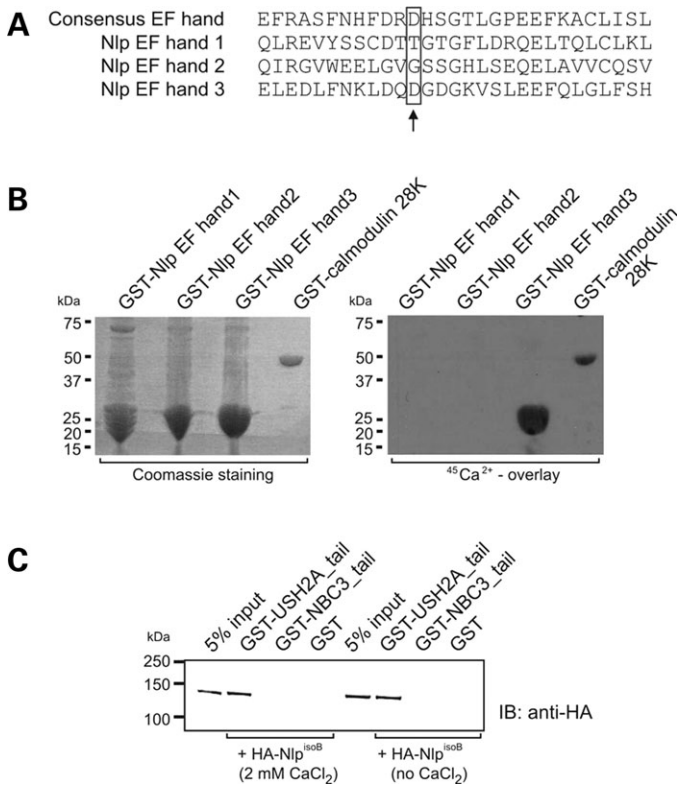 A
Consensus EF hand EFRASFNHFDRDHSGTLGPEEFKACLISL
Nlp EF hand 1 QLREVYSSCDTTGTGFLDRQELTQLCLKL
Nlp EF hand 2 QIRGVWEELGVGSSGHLSEQELAVVCQSV
Nlp EF hand 3 ELEDLFNKLDQDGDGKVSLEEFQLGLFSH
B
GST-Nlp EF hand1
GST-Nlp EF hand2
GST-Nlp EF hand3
GST-calmodulin 28K
kDa
75
50
37
25
20
15
Coomassie staining
GST-Nlp EF hand1
GST-Nlp EF hand2
GST-Nlp EF hand3
GST-calmodulin
28K
kDa
75
50
37
25
20
15
45Ca2+ - overlay
C
5% input
GST-USH2A_tail
GST-NBC3_tail
GST
5% input
GST-USH2A_tail
GST-NBC3_tail
GST
kDa
250
150
100
IB: anti-HA
+ HA-NlpisoB
(2 mM CaCl2)
+ HA-NlpisoB
(no CaCl2)